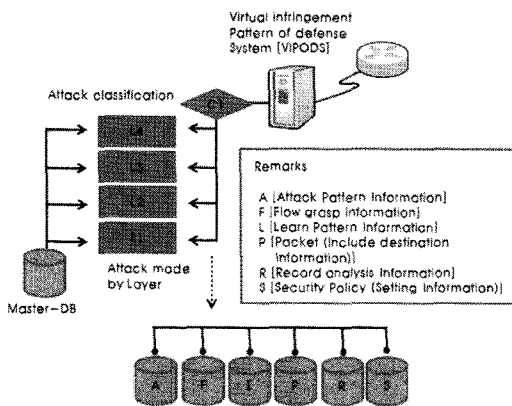 Virtual infringement
Pattern of defense
System [ViPODS]
Attack classification
C1
L4
L3
L2
L1
Attack made
by Layer
Master-DB
Remarks
A [Attack Pattern Information]
F [Flow grasp Information]
L [Learn Pattern Information]
P [Packet (Include destination
Information)]
R [Record analysis Information]
S [Security Policy (Setting Information)]
A
F
L
P
R
S